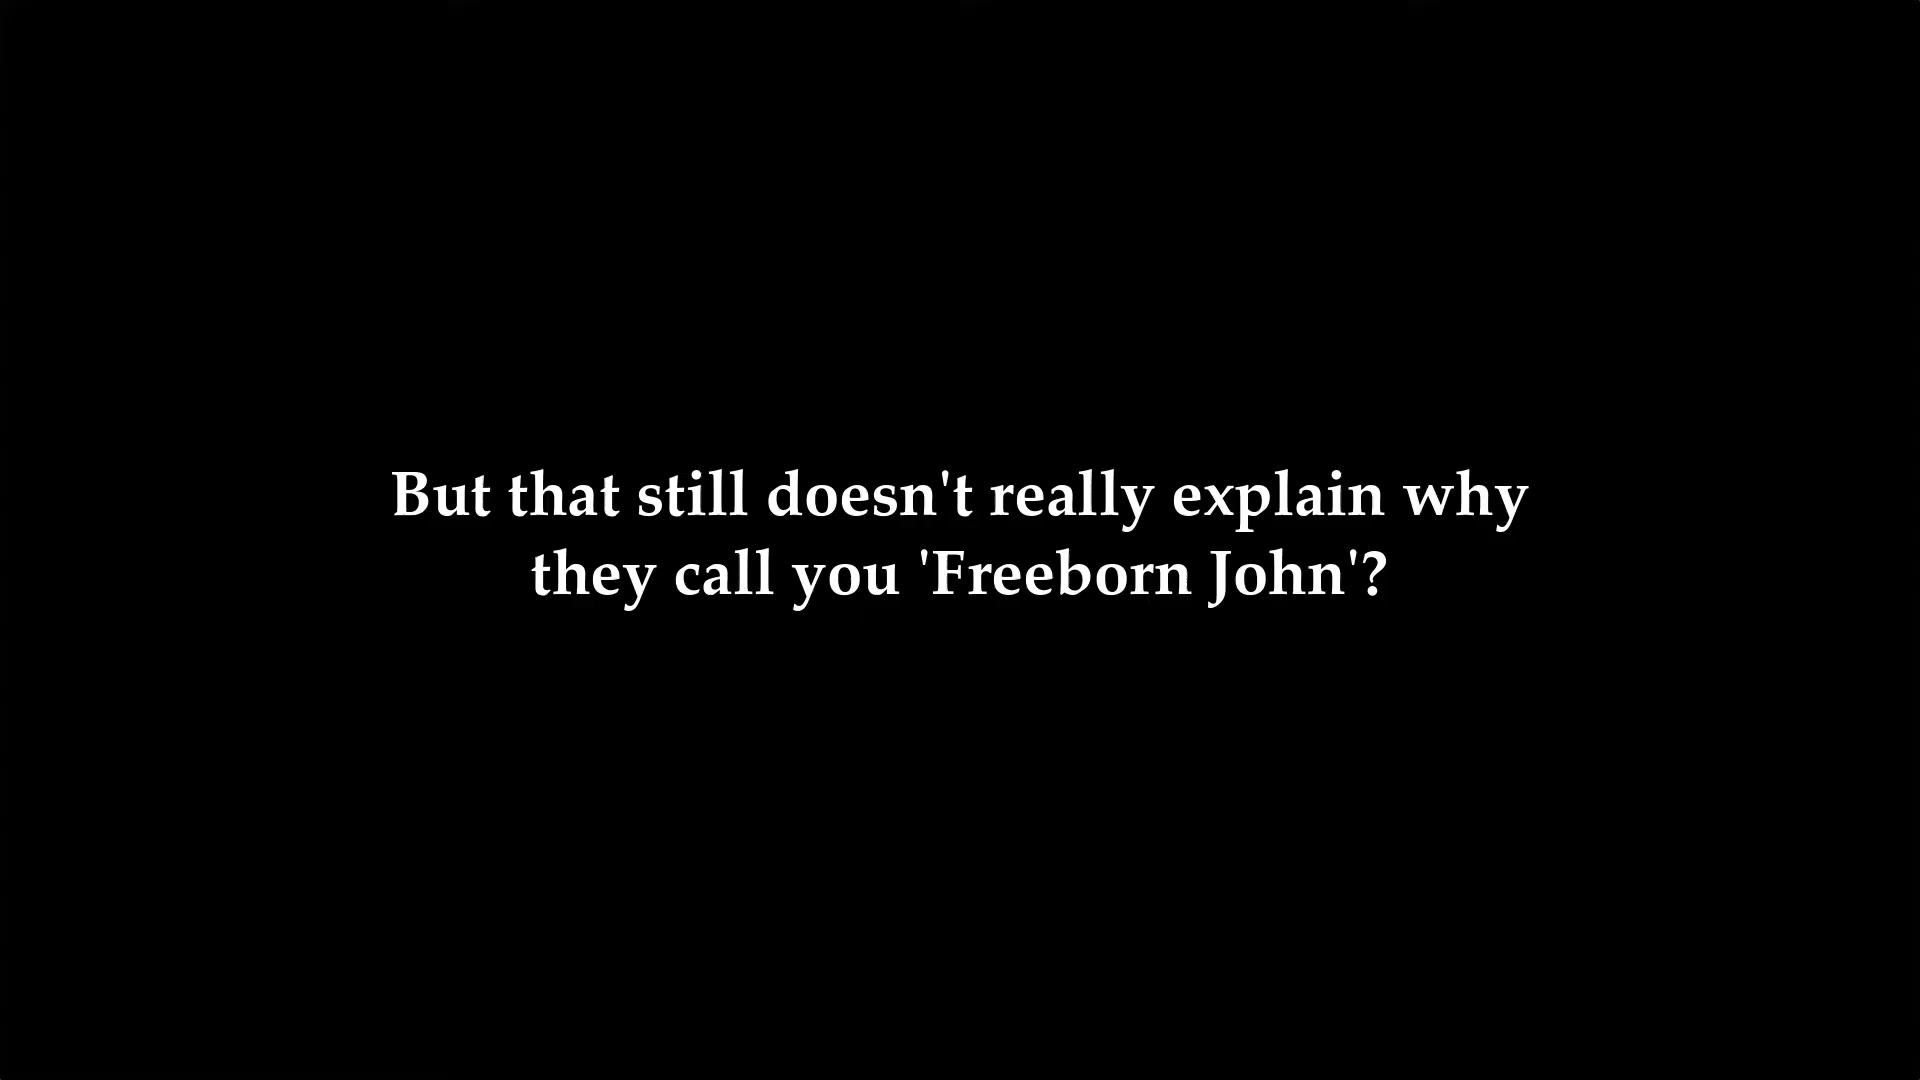 But that still doesn't really explain why
they call you 'Freeborn John'?